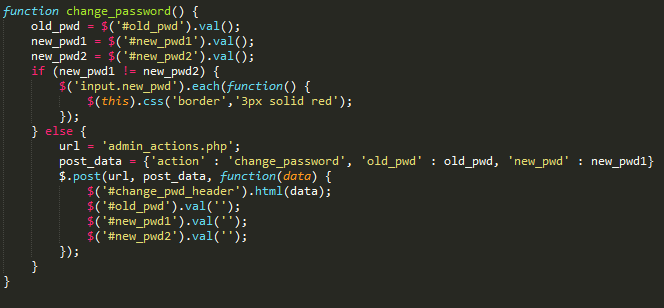 function change_password() {
old_pwd = $('#old_pwd').val();
new_pwd1 = $('#new_pwd1').val();
new_pwd2 = $('#new_pwd2').val();
if (new_pwd1 != new_pwd2) {
$('input.new_pwd').each(function() {
$(this).css('border','3px solid red');
});
} else {
url = 'admin_actions.php';
post_data = {'action' : 'change_password', 'old_pwd' : old_pwd, 'new_pwd' : new_pwd1}
$.post(url, post_data, function(data) {
$('#change_pwd_header').html(data);
$('#old_pwd').val('');
$('#new_pwd1').val('');
$('#new_pwd2').val('');
});
}
}